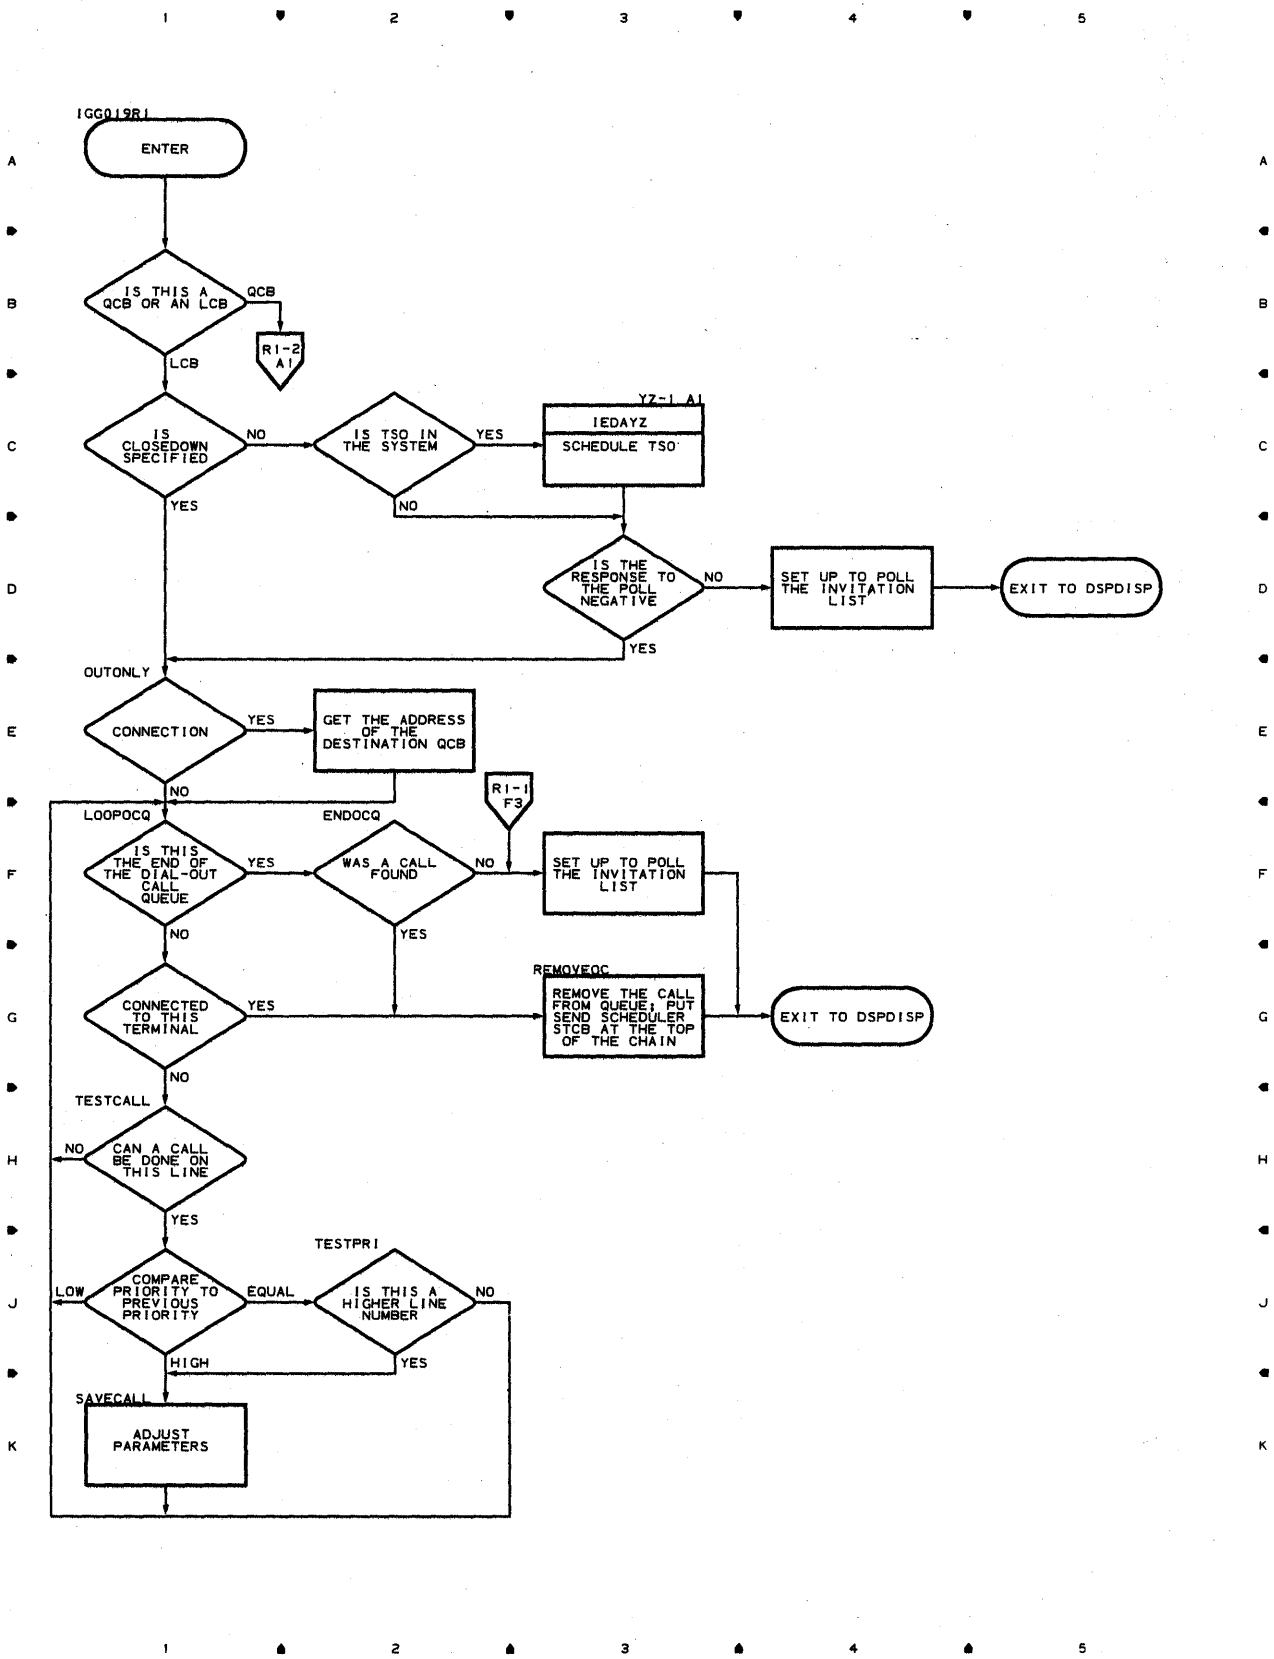 1 2 3 4 5
IGG019R1
ENTER
A A
B B
IS THIS A
QCB OR AN LCB
QCB
R1-2
A1
LCB
YZ-1 A1
IEDAYZ
C C
IS
CLOSEDOWN
SPECIFIED
NO
IS TSO IN
THE SYSTEM
YES
SCHEDULE TSO
YES
NO
D D
IS THE
RESPONSE TO
THE POLL
NEGATIVE
NO
SET UP TO POLL
THE INVITATION
LIST
EXIT TO DSPDISP
YES
OUTONLY
E E
CONNECTION
YES
GET THE ADDRESS
OF THE
DESTINATION QCB
NO
R1-1
F3
LOOPOCQ
ENDOCQ
F F
IS THIS
THE END OF
THE DIAL-OUT
CALL
QUEUE
YES
WAS A CALL
FOUND
NO
SET UP TO POLL
THE INVITATION
LIST
NO
YES
REMOVEOC
G G
CONNECTED
TO THIS
TERMINAL
YES
REMOVE THE CALL
FROM QUEUE; PUT
SEND SCHEDULER
STCB AT THE TOP
OF THE CHAIN
EXIT TO DSPDISP
NO
TESTCALL
H H
NO
CAN A CALL
BE DONE ON
THIS LINE
YES
TESTPRI
J J
LOW
COMPARE
PRIORITY TO
PREVIOUS
PRIORITY
EQUAL
IS THIS A
HIGHER LINE
NUMBER
NO
HIGH
YES
SAVECALL
K K
ADJUST
PARAMETERS
1 2 3 4 5